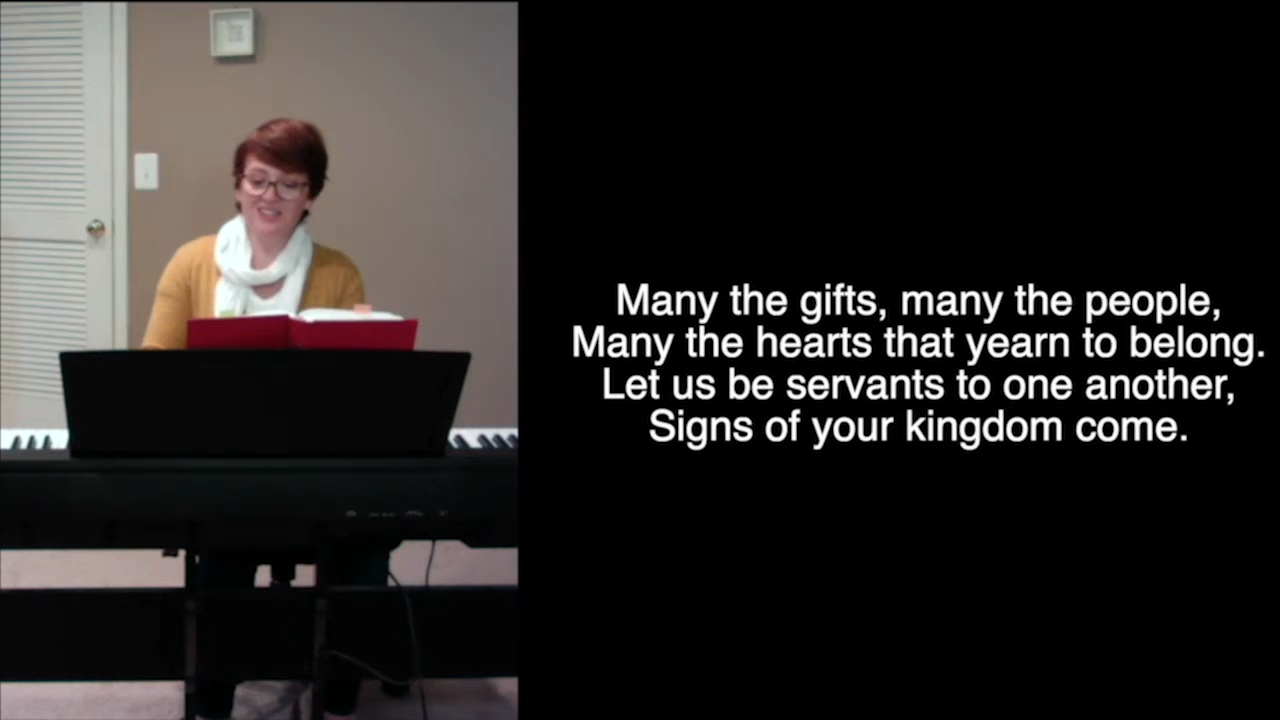 Many the gifts, many the people,
Many the hearts that yearn to belong.
Let us be servants to one another,
Signs of your kingdom come.